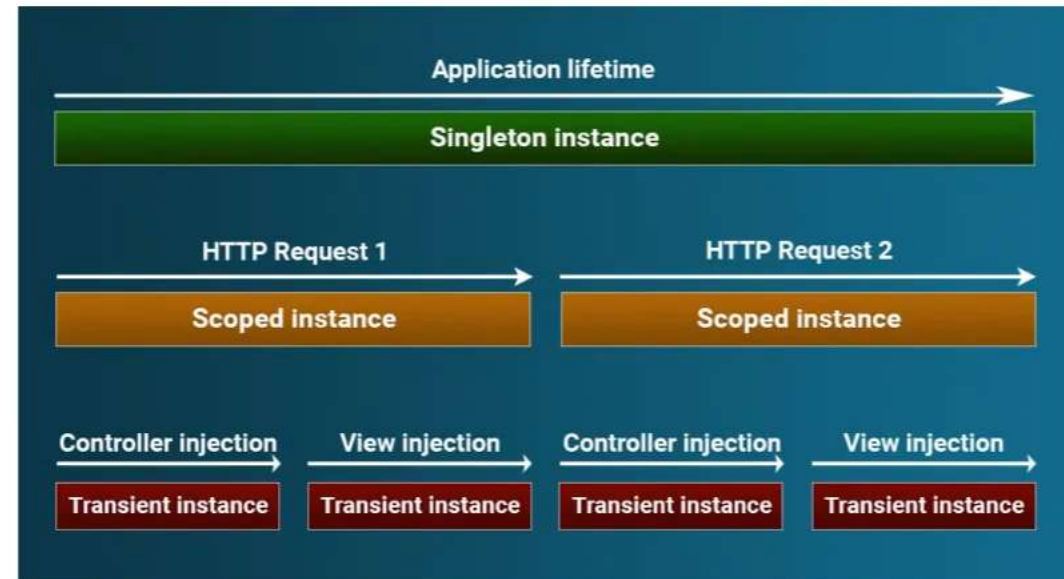 Application lifetime
Singleton instance
HTTP Request 1
HTTP Request 2
Scoped instance
Scoped instance
Controller injection
View injection
Controller injection
View injection
Transient instance
Transient instance
Transient instance
Transient instance